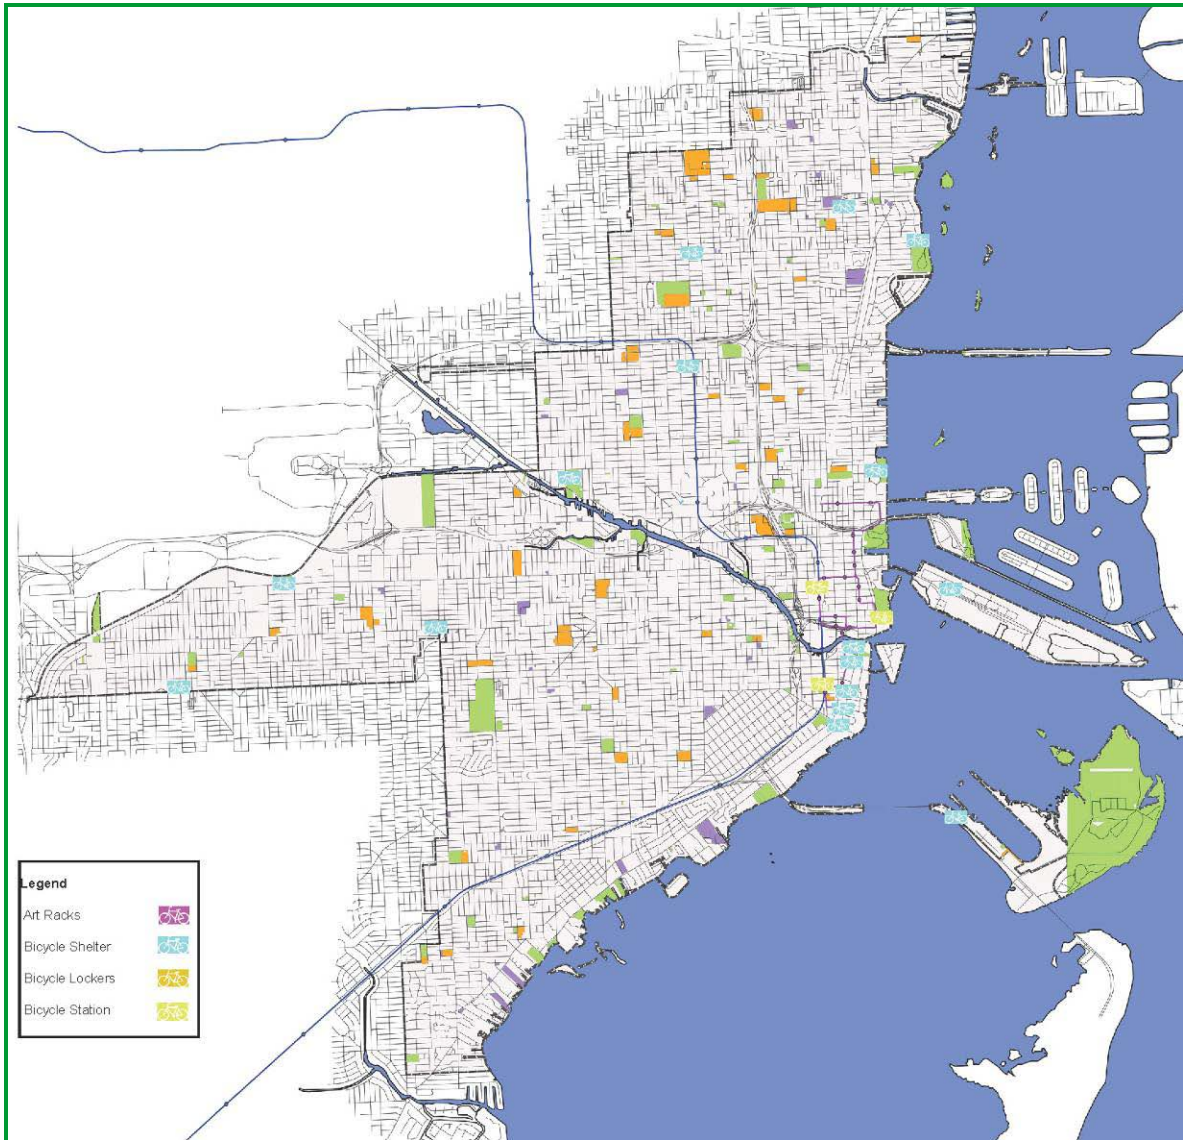 Legend
Art Racks
Bicycle Shelter
Bicycle Lockers
Bicycle Station